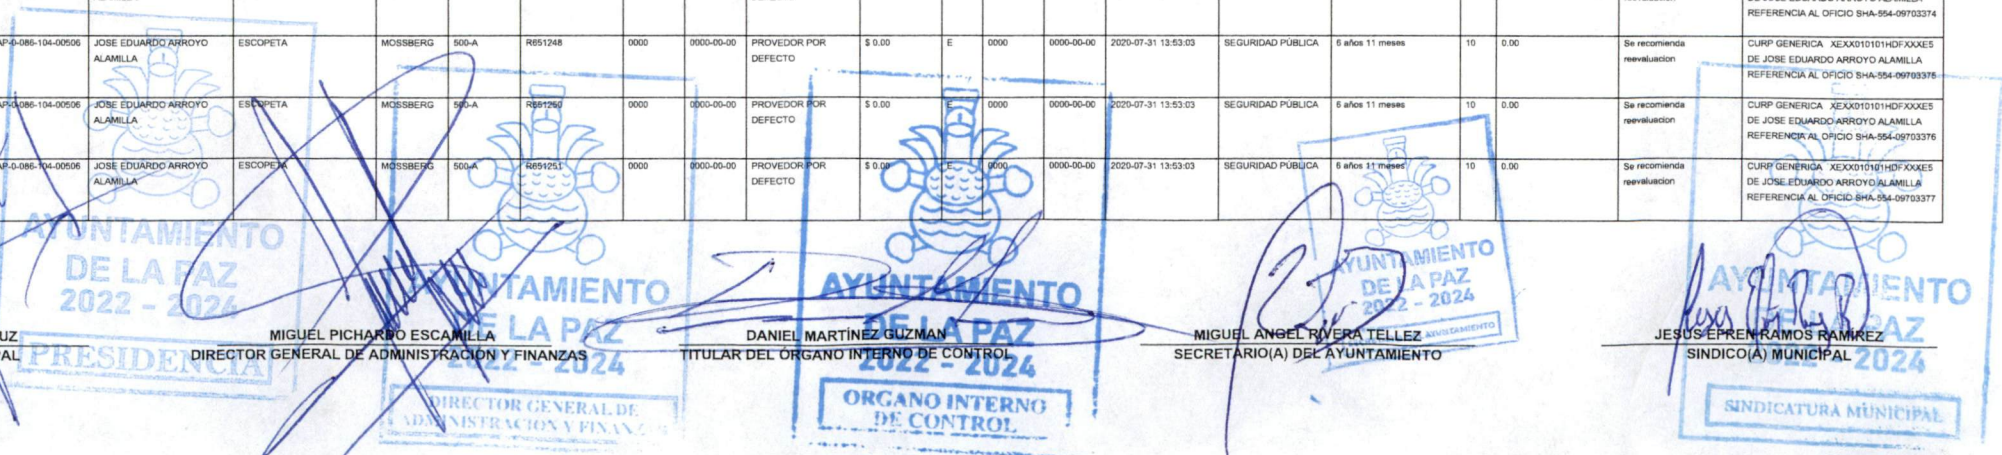 REFERENCIA AL OFICIO SHA-554-09703374
AP-0-086-104-00506 JOSE EDUARDO ARROYO ALAMILLA ESCOPETA MOSSBERG 500-A R651248 0000 0000-00-00 PROVEDOR POR DEFECTO $ 0.00 E 0000 0000-00-00 2020-07-31 13:53:03 SEGURIDAD PÚBLICA 6 años 11 meses 10 0.00 Se recomienda reevaluacion CURP GENERICA XEXX010101HDFXXXE5 DE JOSE EDUARDO ARROYO ALAMILLA REFERENCIA AL OFICIO SHA-554-09703375
AP-0-086-104-00506 JOSE EDUARDO ARROYO ALAMILLA ESCOPETA MOSSBERG 500-A R651250 0000 0000-00-00 PROVEDOR POR DEFECTO $ 0.00 E 0000 0000-00-00 2020-07-31 13:53:03 SEGURIDAD PÚBLICA 6 años 11 meses 10 0.00 Se recomienda reevaluacion CURP GENERICA XEXX010101HDFXXXE5 DE JOSE EDUARDO ARROYO ALAMILLA REFERENCIA AL OFICIO SHA-554-09703376
AP-0-086-104-00506 JOSE EDUARDO ARROYO ALAMILLA ESCOPETA MOSSBERG 500-A R651251 0000 0000-00-00 PROVEDOR POR DEFECTO $ 0.00 E 0000 0000-00-00 2020-07-31 13:53:03 SEGURIDAD PÚBLICA 6 años 11 meses 10 0.00 Se recomienda reevaluacion CURP GENERICA XEXX010101HDFXXXE5 DE JOSE EDUARDO ARROYO ALAMILLA REFERENCIA AL OFICIO SHA-554-09703377
AYUNTAMIENTO
DE LA PAZ
2022 - 2024
PRESIDENCIA
UZ
PAL
AYUNTAMIENTO
DE LA PAZ
2022 - 2024
DIRECTOR GENERAL DE
ADMINISTRACION Y FINANZAS
MIGUEL PICHARDO ESCAMILLA
DIRECTOR GENERAL DE ADMINISTRACIÓN Y FINANZAS
AYUNTAMIENTO
DE LA PAZ
2022 - 2024
ORGANO INTERNO
DE CONTROL
DANIEL MARTÍNEZ GUZMAN
TITULAR DEL ÓRGANO INTERNO DE CONTROL
AYUNTAMIENTO
DE LA PAZ
2022 - 2024
AYUNTAMIENTO
MIGUEL ANGEL RIVERA TELLEZ
SECRETARIO(A) DEL AYUNTAMIENTO
AYUNTAMIENTO
DE LA PAZ
2022 - 2024
SINDICATURA MUNICIPAL
JESUS EFREN RAMOS RAMIREZ
SINDICO(A) MUNICIPAL